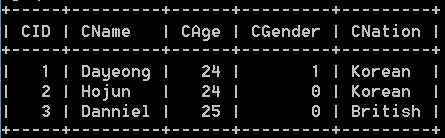 | CID | CName | CAge | CGender | CNation |
| 1 | Dayeong | 24 | 1 | Korean |
| 2 | Hojun | 24 | 0 | Korean |
| 3 | Danniel | 25 | 0 | British |